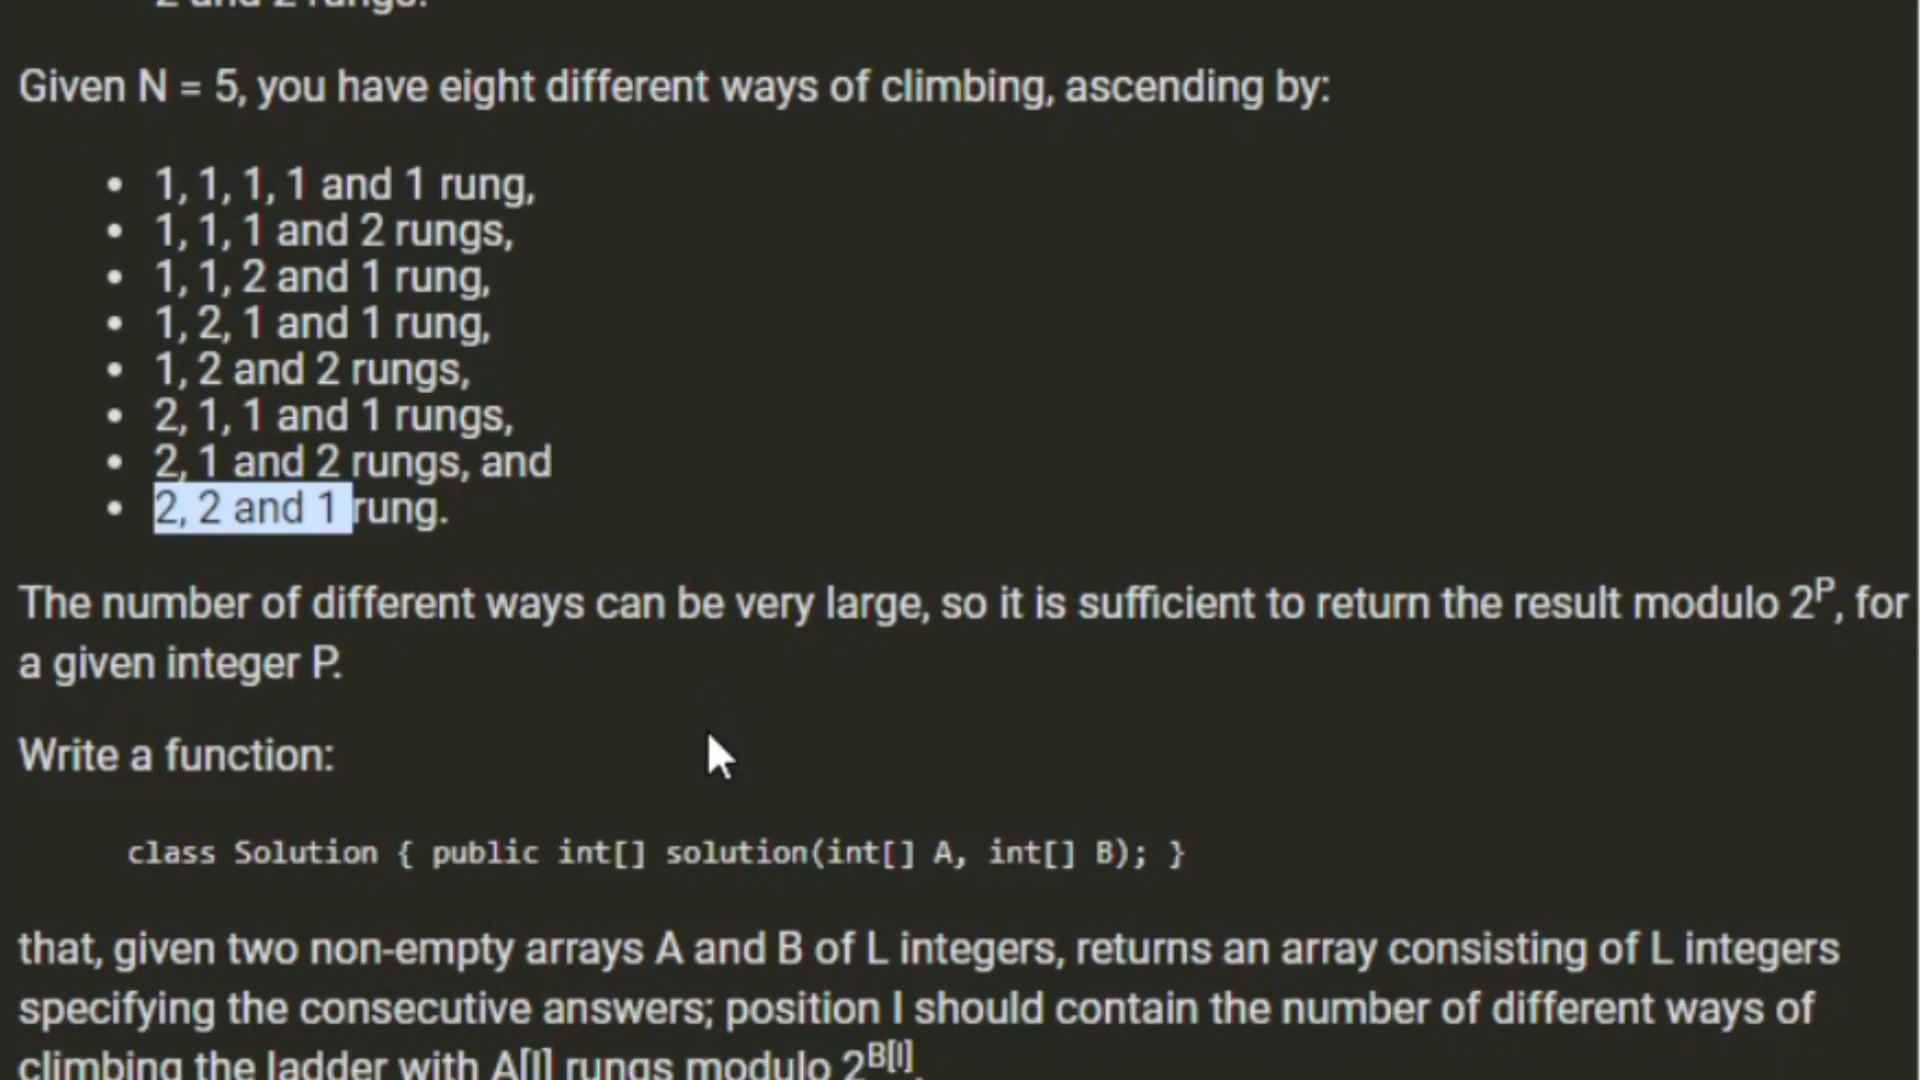 2 and 2 rungs.
Given N = 5, you have eight different ways of climbing, ascending by:
• 1, 1, 1, 1 and 1 rung,
• 1, 1, 1 and 2 rungs,
• 1, 1, 2 and 1 rung,
• 1, 2, 1 and 1 rung,
• 1, 2 and 2 rungs,
• 2, 1, 1 and 1 rungs,
• 2, 1 and 2 rungs, and
• 2, 2 and 1 rung.
The number of different ways can be very large, so it is sufficient to return the result modulo 2^P, for
a given integer P.
Write a function:
class Solution { public int[] solution(int[] A, int[] B); }
that, given two non-empty arrays A and B of L integers, returns an array consisting of L integers
specifying the consecutive answers; position I should contain the number of different ways of
climbing the ladder with A[I] rungs modulo 2^B[I].